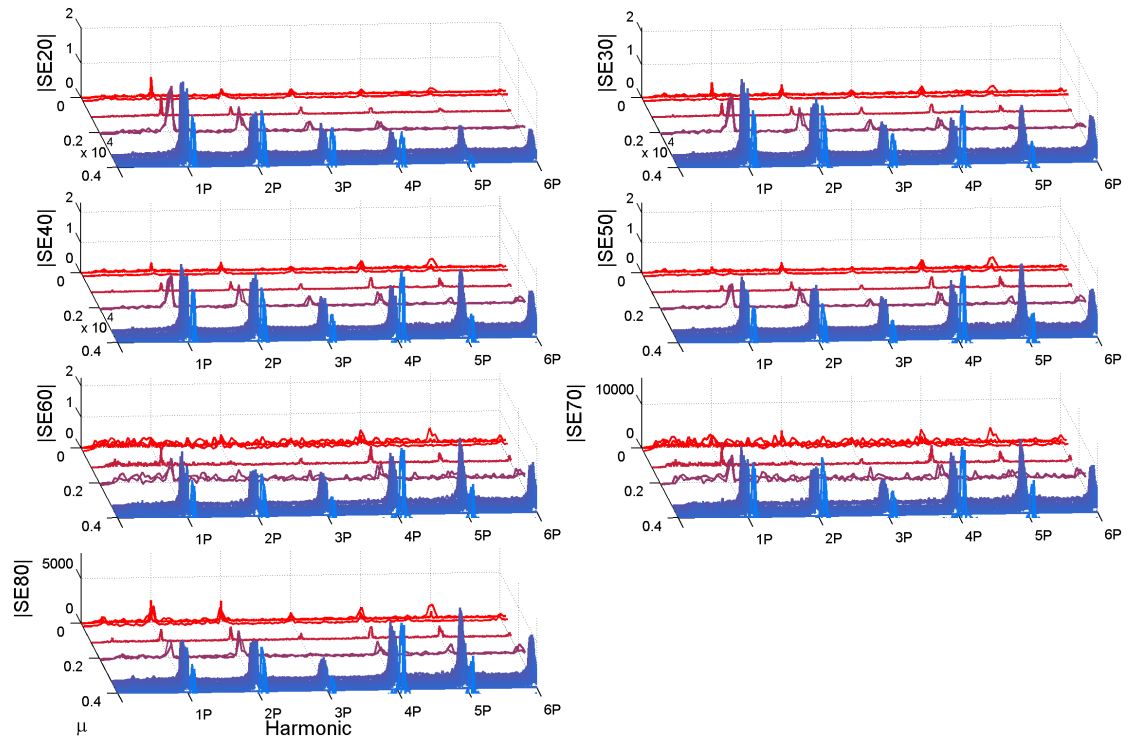 |SE20|
2
1
0
0
0.2
x 10^4
0.4
1P
2P
3P
4P
5P
6P
|SE30|
2
1
0
0
0.2
x 10^4
0.4
1P
2P
3P
4P
5P
6P
|SE40|
2
1
0
0
0.2
x 10^4
0.4
1P
2P
3P
4P
5P
6P
|SE50|
2
1
0
0
0.2
0.4
1P
2P
3P
4P
5P
6P
|SE60|
2
1
0
0
0.2
0.4
1P
2P
3P
4P
5P
6P
|SE70|
10000
0
0
0.2
0.4
1P
2P
3P
4P
5P
6P
|SE80|
5000
0
0
0.2
0.4
1P
2P
3P
4P
5P
6P
μ
Harmonic